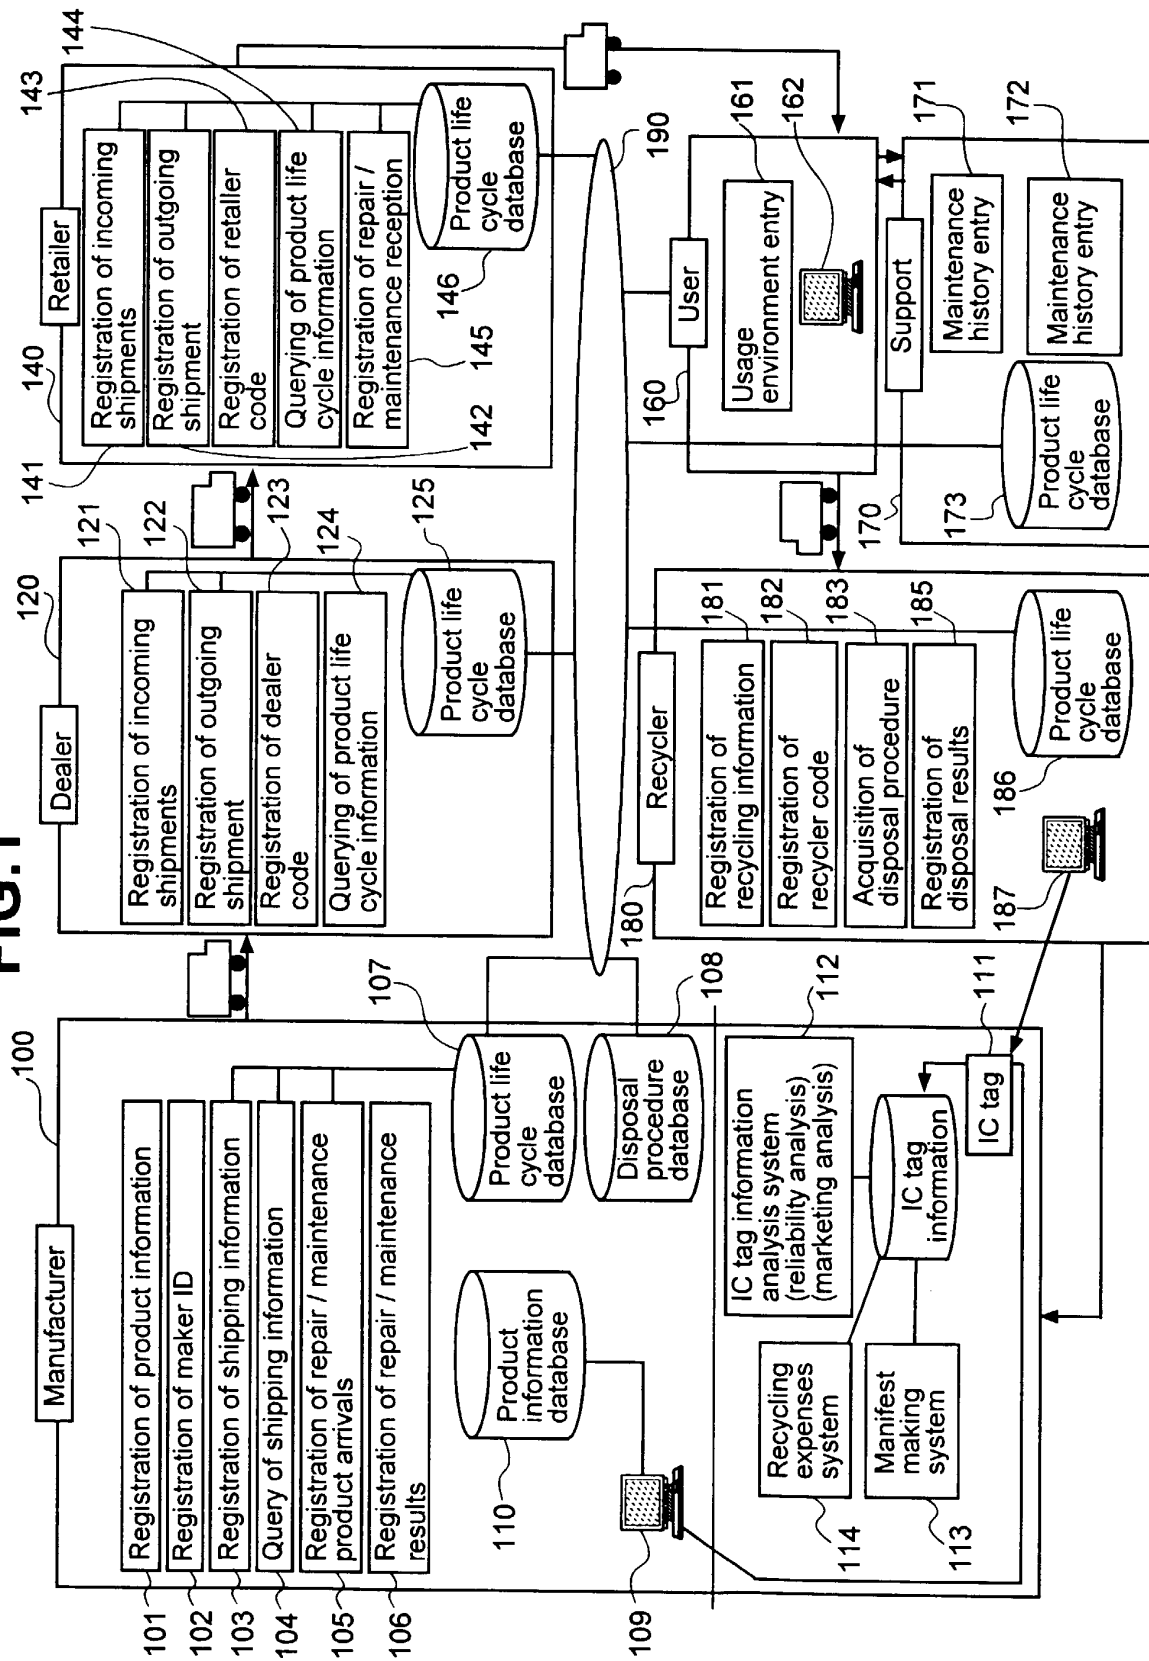 FIG.1
100
Manufacturer
101
Registration of product information
102
Registration of maker ID
103
Registration of shipping information
104
Query of shipping information
105
Registration of repair / maintenance
product arrivals
106
Registration of repair / maintenance
results
107
Product life
cycle
database
108
Disposal
procedure
database
110
Product
information
database
109
112
IC tag information
analysis system
(reliability analysis)
(marketing analysis)
111
IC tag
IC tag
information
Recycling
expenses
system
114
Manifest
making
system
113
120
Dealer
121
Registration of incoming
shipments
122
Registration of outgoing
shipment
123
Registration of dealer
code
124
Querying of product life
cycle information
125
Product life
cycle
database
140
Retailer
141
Registration of incoming
shipments
142
Registration of outgoing
shipment
143
Registration of retaller
code
144
Querying of product life
cycle information
145
Registration of repair /
maintenance reception
146
Product life
cycle
database
190
180
Recycler
181
Registration of
recycling information
182
Registration of
recycler code
183
Acquisition of
disposal procedure
185
Registration of
disposal results
186
Product life
cycle
database
187
160
User
161
Usage
environment entry
162
170
Support
171
Maintenance
history entry
172
Maintenance
history entry
173
Product life
cycle
database